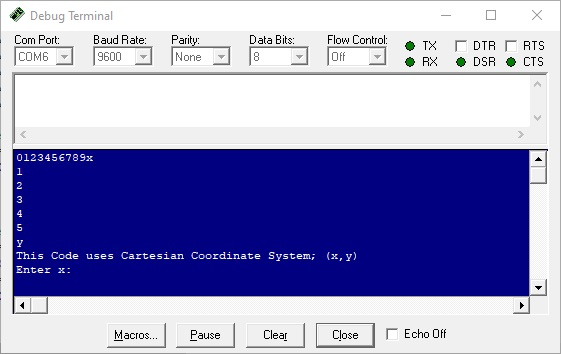 Debug Terminal
Com Port: Baud Rate: Parity: Data Bits: Flow Control:
COM6 9600 None 8 Off
TX DTR RTS
RX DSR CTS
0123456789x
1
2
3
4
5
y
This Code uses Cartesian Coordinate System; (x,y)
Enter x:
Macros... Pause Clear Close Echo Off